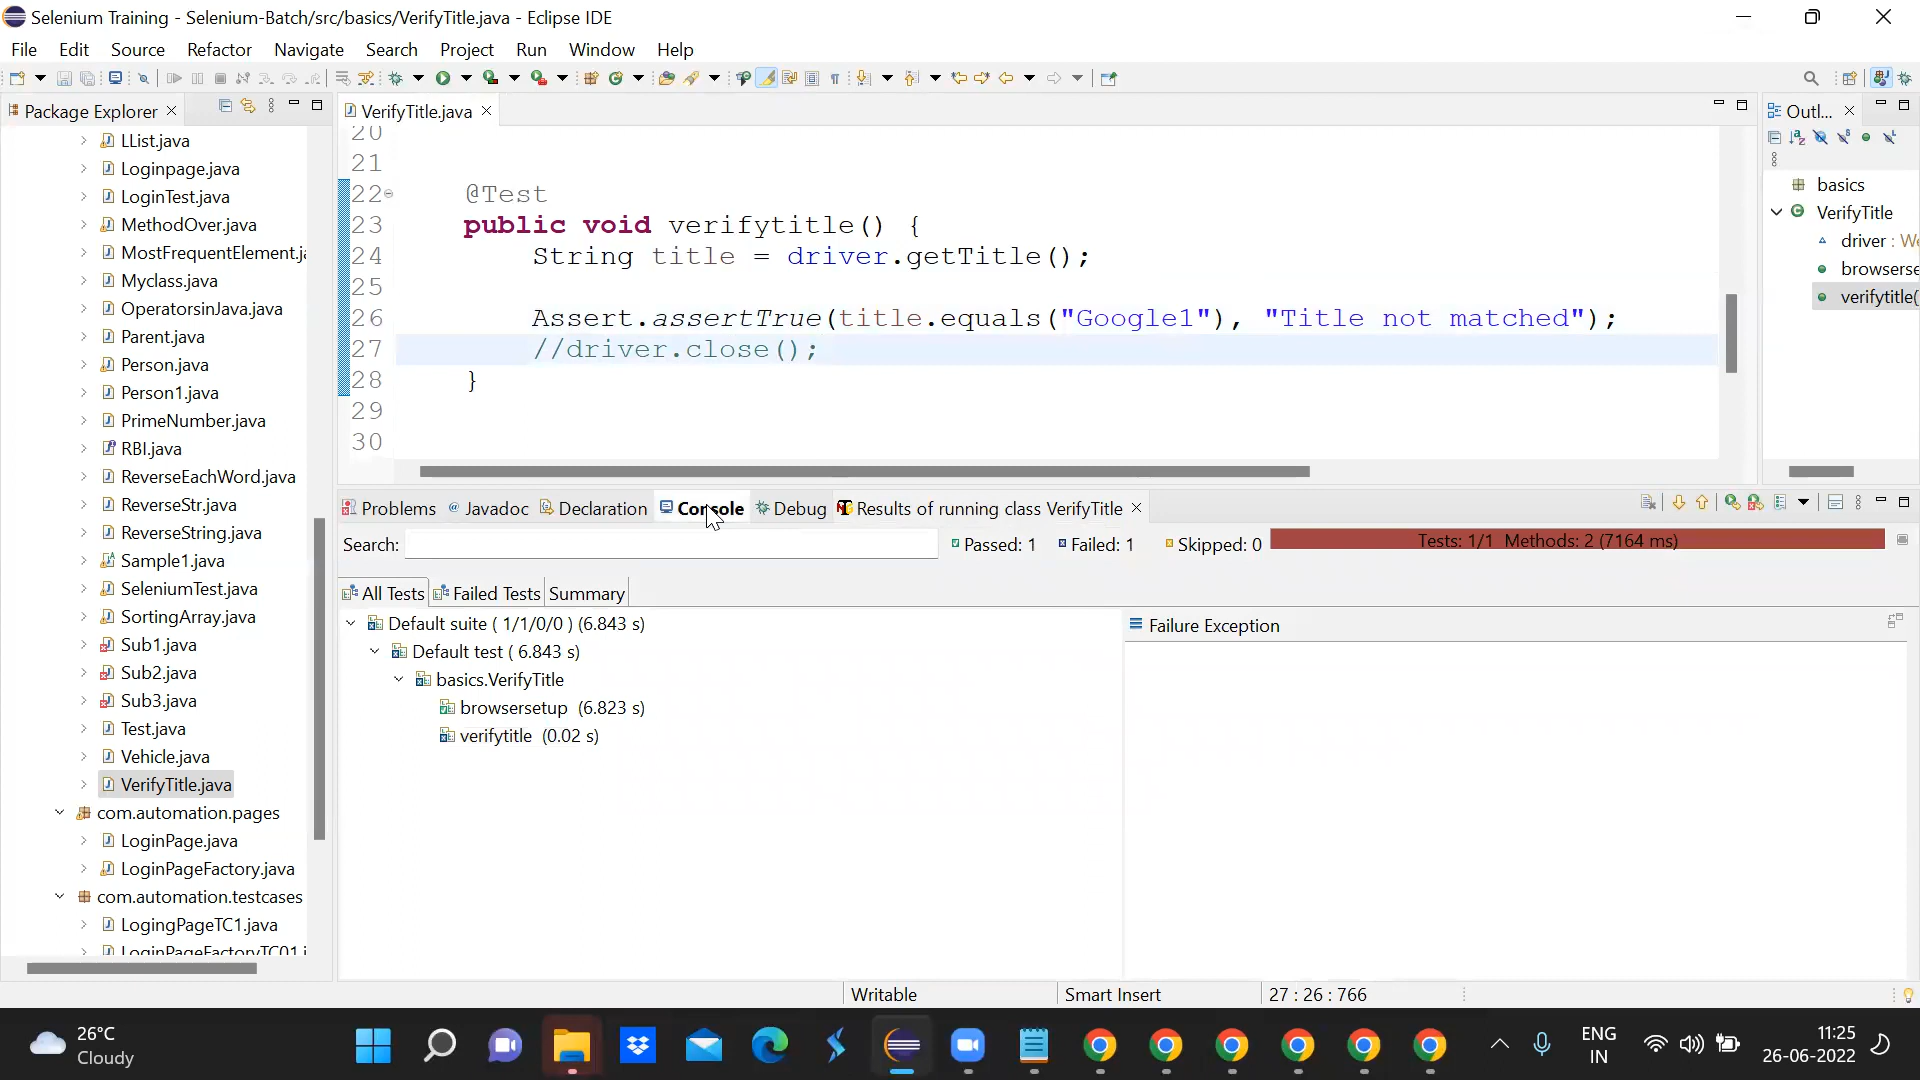 Selenium Training - Selenium-Batch/src/basics/VerifyTitle.java - Eclipse IDE
File Edit Source Refactor Navigate Search Project Run Window Help
Package Explorer
LList.java
Loginpage.java
LoginTest.java
MethodOver.java
MostFrequentElement.ja
Myclass.java
OperatorsinJava.java
Parent.java
Person.java
Person1.java
PrimeNumber.java
RBI.java
ReverseEachWord.java
ReverseStr.java
ReverseString.java
Sample1.java
SeleniumTest.java
SortingArray.java
Sub1.java
Sub2.java
Sub3.java
Test.java
Vehicle.java
VerifyTitle.java
com.automation.pages
LoginPage.java
LoginPageFactory.java
com.automation.testcases
LogingPageTC1.java
LoginPageFactoryTC01.j
VerifyTitle.java
20
21
22 @Test
23 public void verifytitle() {
24 String title = driver.getTitle();
25
26 Assert.assertTrue(title.equals("Google1"), "Title not matched");
27 //driver.close();
28 }
29
30
Outl...
basics
VerifyTitle
driver : We
browserse
verifytitle(
Problems Javadoc Declaration Console Debug Results of running class VerifyTitle
Search: Passed: 1 Failed: 1 Skipped: 0 Tests: 1/1 Methods: 2 (7164 ms)
All Tests Failed Tests Summary
Default suite ( 1/1/0/0 ) (6.843 s)
Default test ( 6.843 s)
basics.VerifyTitle
browsersetup (6.823 s)
verifytitle (0.02 s)
Failure Exception
Writable Smart Insert 27 : 26 : 766
26°C
Cloudy
ENG
IN
11:25
26-06-2022